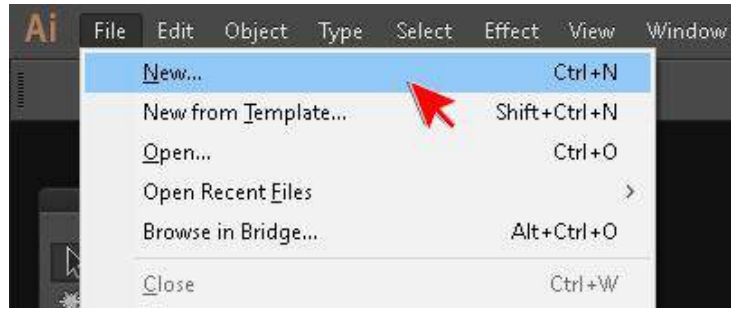 Ai File Edit Object Type Select Effect View Window
New... Ctrl+N
New from Template... Shift+Ctrl+N
Open... Ctrl+O
Open Recent Files >
Browse in Bridge... Alt+Ctrl+O
Close Ctrl+W